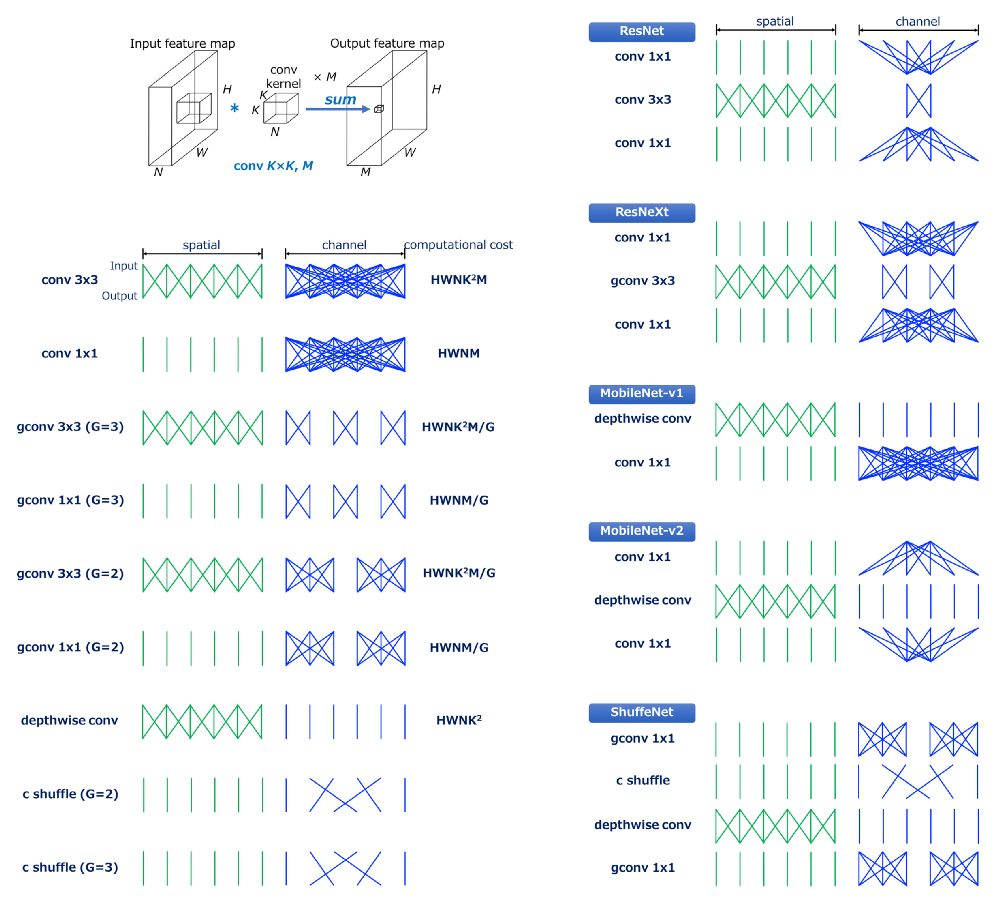 Input feature map
Output feature map
conv
kernel
× M
H
K
K
N
*
sum
H
W
N
W
M
conv K×K, M
spatial
channel
computational cost
Input
Output
conv 3x3
HWNK²M
conv 1x1
HWNM
gconv 3x3 (G=3)
HWNK²M/G
gconv 1x1 (G=3)
HWNM/G
gconv 3x3 (G=2)
HWNK²M/G
gconv 1x1 (G=2)
HWNM/G
depthwise conv
HWNK²
c shuffle (G=2)
c shuffle (G=3)
spatial
channel
ResNet
conv 1x1
conv 3x3
conv 1x1
ResNeXt
conv 1x1
gconv 3x3
conv 1x1
MobileNet-v1
depthwise conv
conv 1x1
MobileNet-v2
conv 1x1
depthwise conv
conv 1x1
ShuffeNet
gconv 1x1
c shuffle
depthwise conv
gconv 1x1